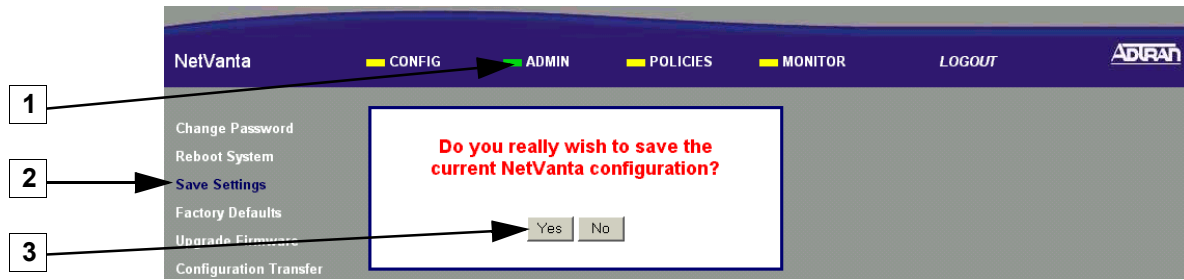 NetVanta CONFIG ADMIN POLICIES MONITOR LOGOUT ADTRAN
1
Change Password
Reboot System
2
Save Settings
Factory Defaults
Upgrade Firmware
3
Configuration Transfer
Do you really wish to save the
current NetVanta configuration?
Yes No